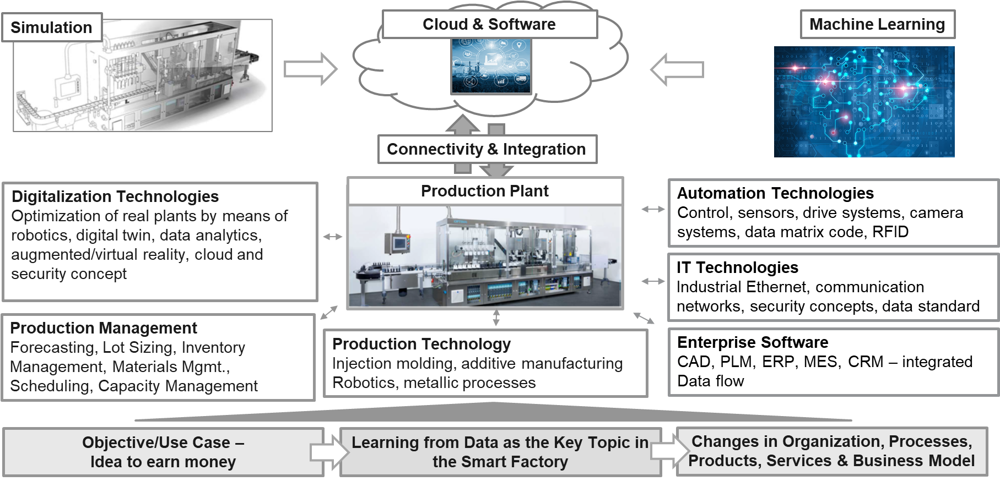 Simulation
Cloud & Software
Machine Learning
Connectivity & Integration
Production Plant
Digitalization Technologies
Optimization of real plants by means of
robotics, digital twin, data analytics,
augmented/virtual reality, cloud and
security concept
Automation Technologies
Control, sensors, drive systems, camera
systems, data matrix code, RFID
IT Technologies
Industrial Ethernet, communication
networks, security concepts, data standard
Production Management
Forecasting, Lot Sizing, Inventory
Management, Materials Mgmt.,
Scheduling, Capacity Management
Production Technology
Injection molding, additive manufacturing
Robotics, metallic processes
Enterprise Software
CAD, PLM, ERP, MES, CRM – integrated
Data flow
Objective/Use Case –
Idea to earn money
Learning from Data as the Key Topic in
the Smart Factory
Changes in Organization, Processes,
Products, Services & Business Model